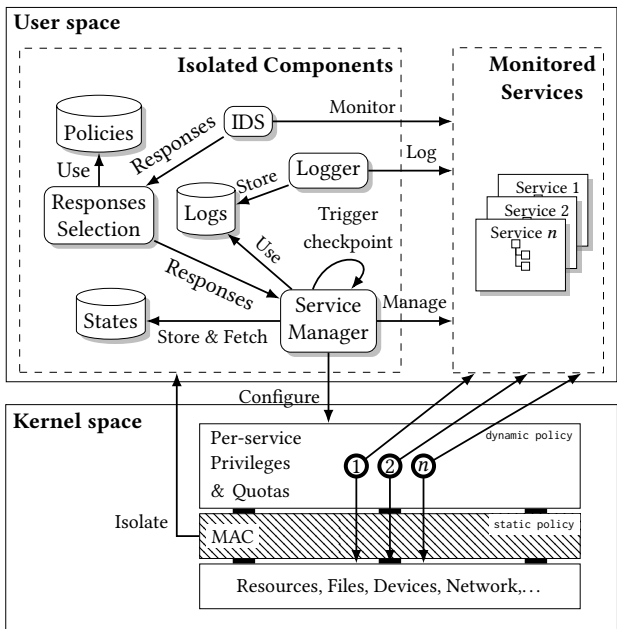 User space
Isolated Components
Monitored
Services
Policies
IDS
Monitor
Responses
Use
Logger
Log
Store
Responses
Selection
Logs
Trigger
checkpoint
Use
Service 1
Service 2
Service n
Responses
States
Store & Fetch
Service
Manager
Manage
Configure
Kernel space
Per-service
Privileges
& Quotas
dynamic policy
1
2
n
Isolate
MAC
static policy
Resources, Files, Devices, Network,...